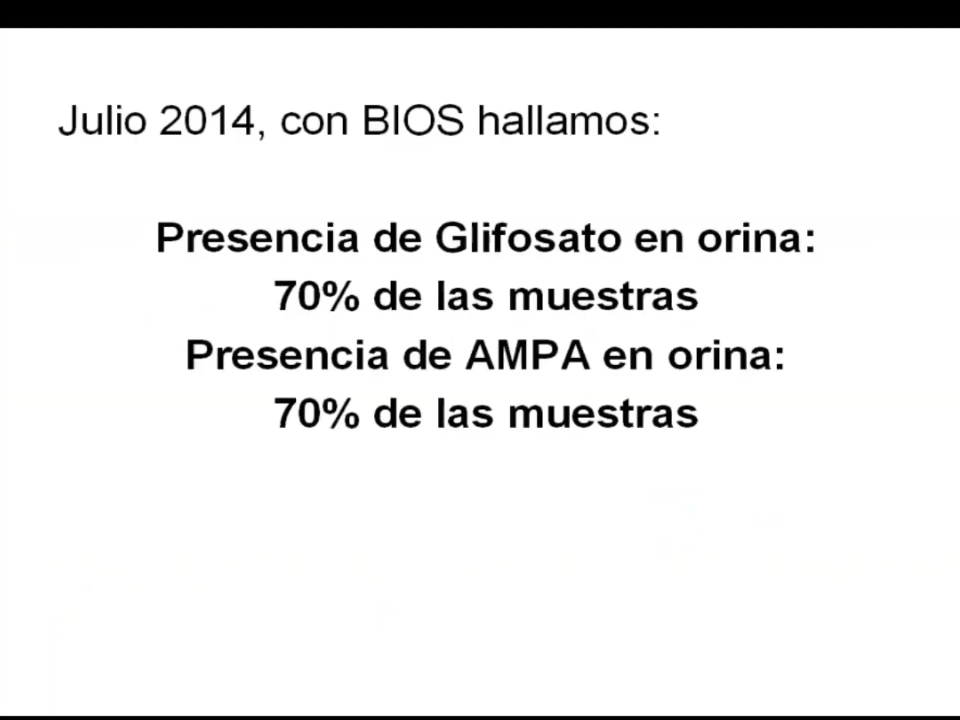 Julio 2014, con BIOS hallamos:
Presencia de Glifosato en orina:
70% de las muestras
Presencia de AMPA en orina:
70% de las muestras